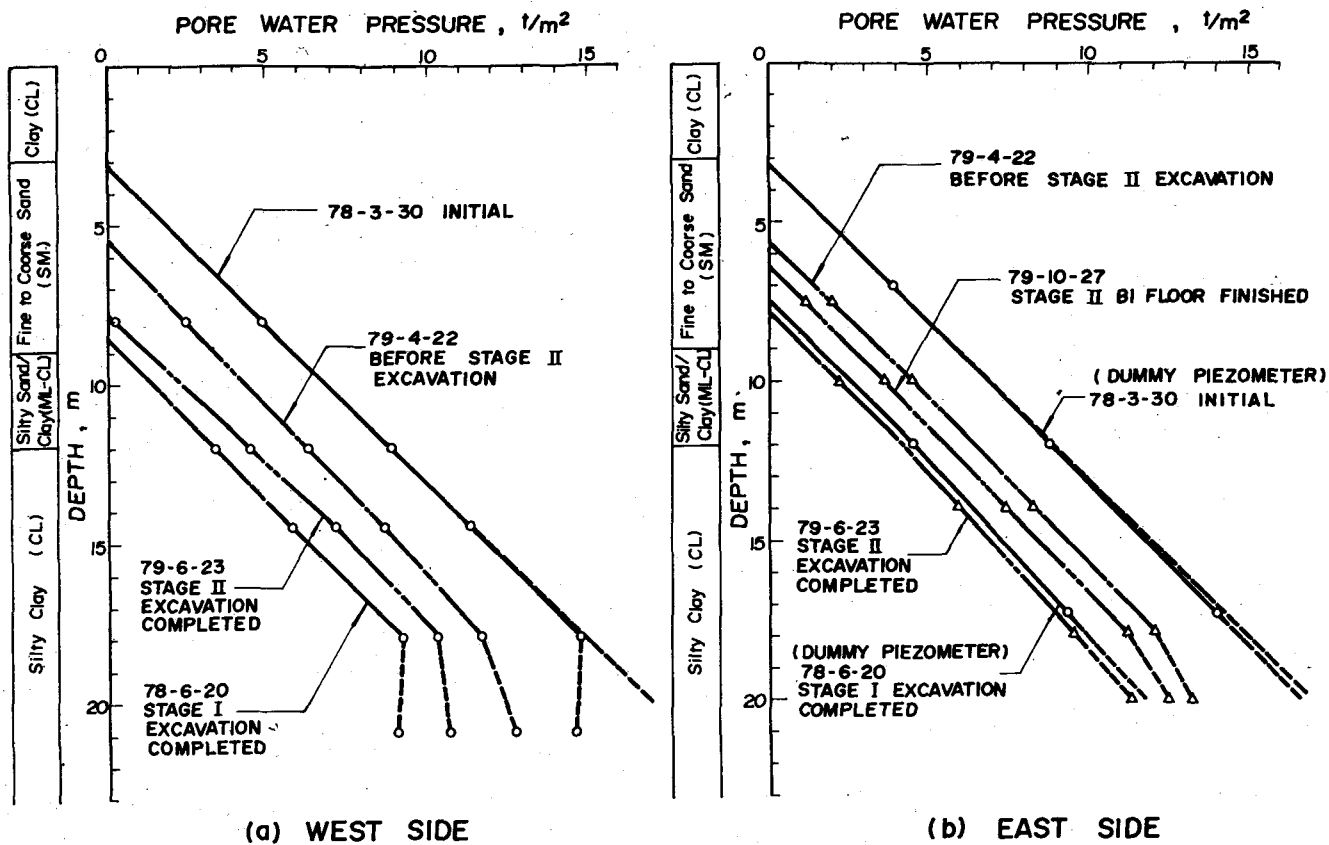 PORE WATER PRESSURE , t/m²
0 5 10 15
0
5
10
15
20
DEPTH , m
Clay (CL)
Fine to Coorse Sand
(SM.)
Silty Sand/
Clay(ML-CL)
Silty Clay (CL)
78-3-30 INITIAL
79-4-22
BEFORE STAGE II
EXCAVATION
79-6-23
STAGE II
EXCAVATION
COMPLETED
78-6-20
STAGE I
EXCAVATION
COMPLETED
(a) WEST SIDE
PORE WATER PRESSURE , t/m²
0 5 10 15
0
5
10
15
20
DEPTH , m
Clay (CL)
Fine to Coorse Sand
(SM)
Silty Sand/
Clay(ML-CL)
Silty Clay (CL)
79-4-22
BEFORE STAGE II EXCAVATION
79-10-27
STAGE II BI FLOOR FINISHED
(DUMMY PIEZOMETER)
78-3-30 INITIAL
79-6-23
STAGE II
EXCAVATION
COMPLETED
(DUMMY PIEZOMETER)
78-6-20
STAGE I EXCAVATION
COMPLETED
(b) EAST SIDE